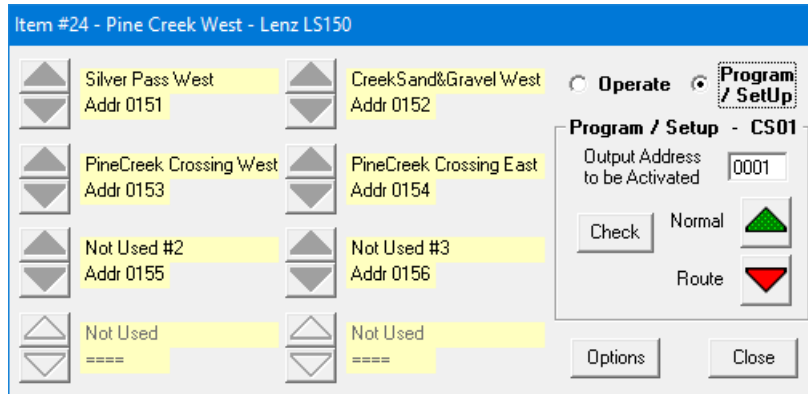 Item #24 - Pine Creek West - Lenz LS150
Silver Pass West
Addr 0151
CreekSand&Gravel West
Addr 0152
Operate
Program
/ SetUp
PineCreek Crossing West
Addr 0153
PineCreek Crossing East
Addr 0154
Not Used #2
Addr 0155
Not Used #3
Addr 0156
Not Used
====
Not Used
====
Program / Setup - CS01
Output Address
to be Activated
0001
Check
Normal
Route
Options
Close